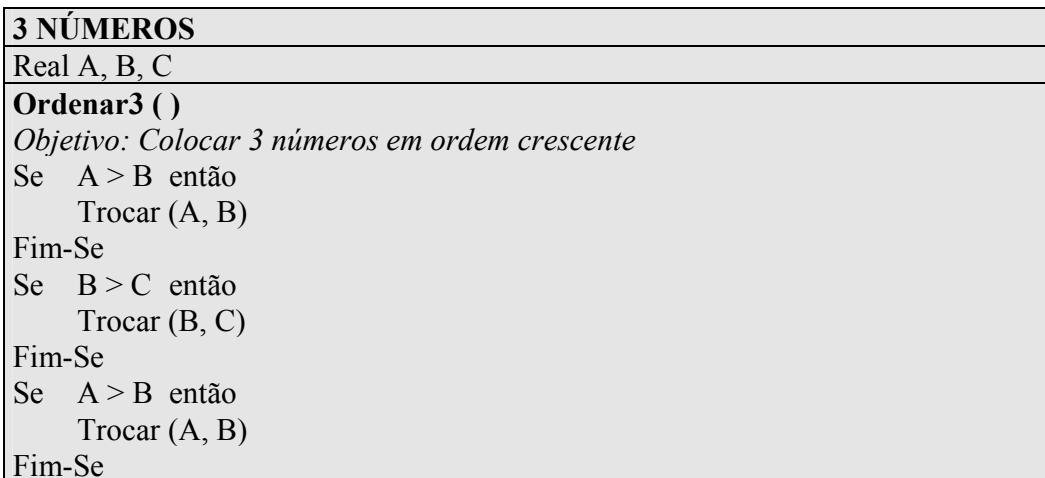 3 NÚMEROS
Real A, B, C
Ordenar3 ( )
Objetivo: Colocar 3 números em ordem crescente
Se A > B então
Trocar (A, B)
Fim-Se
Se B > C então
Trocar (B, C)
Fim-Se
Se A > B então
Trocar (A, B)
Fim-Se